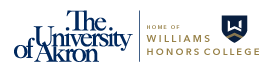 The
University
of Akron
HOME OF
WILLIAMS
HONORS COLLEGE
W